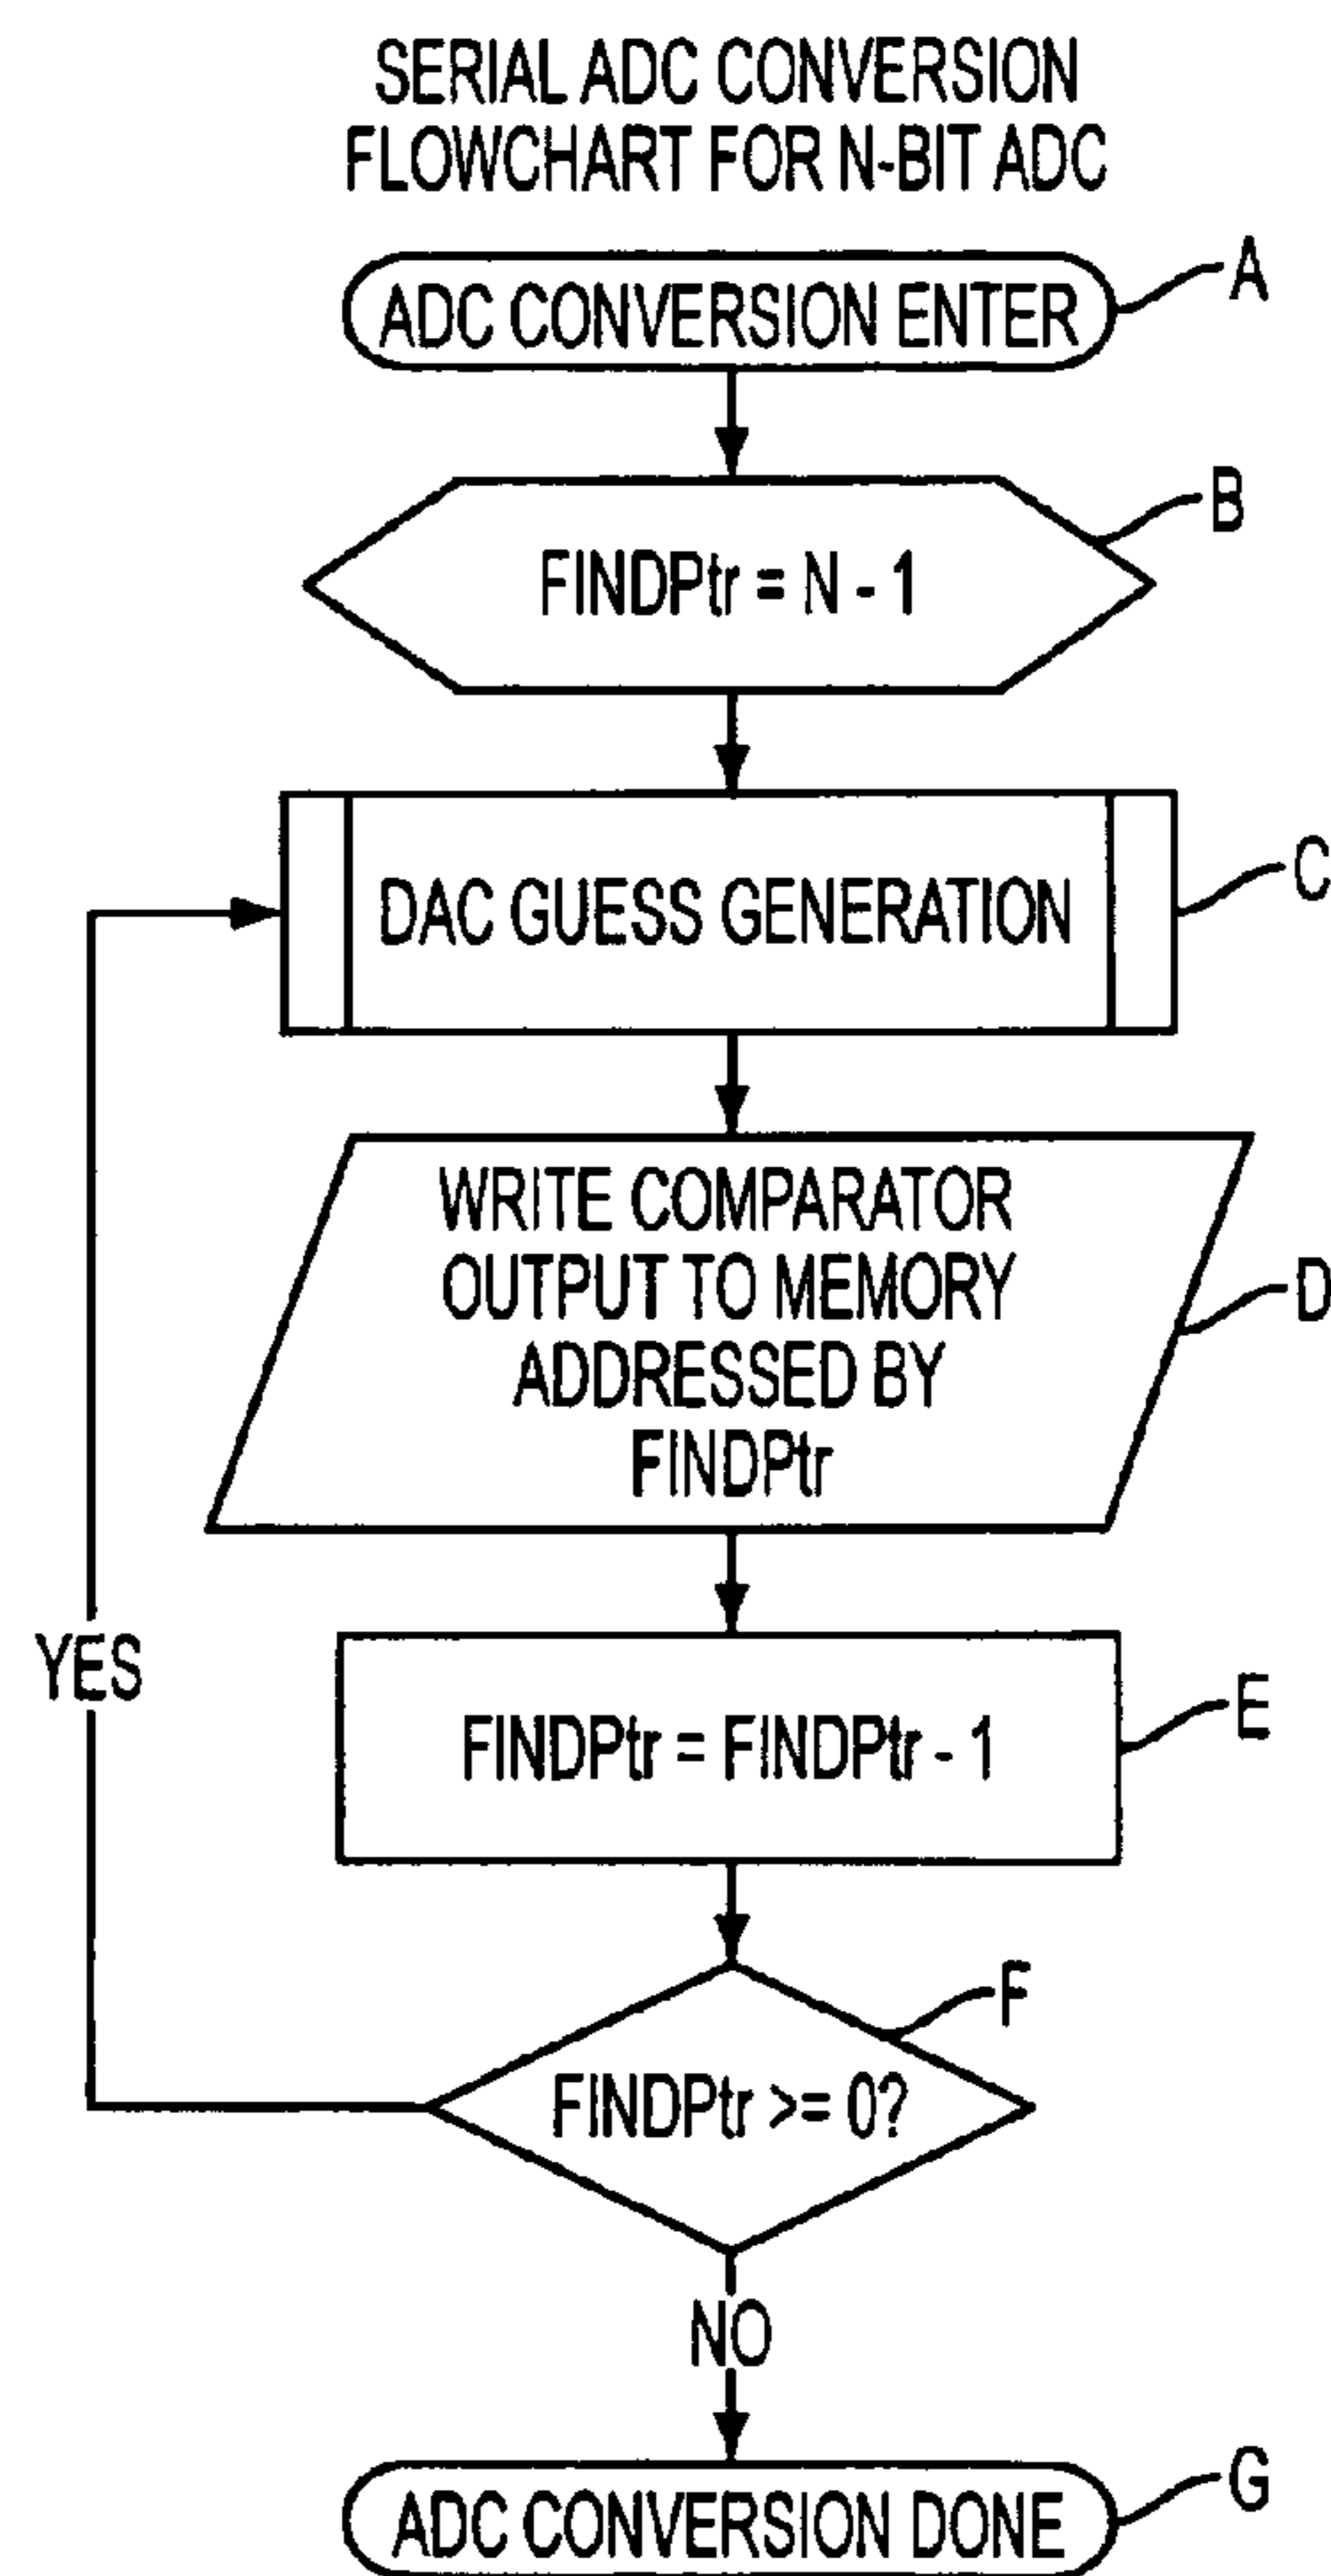 SERIAL ADC CONVERSION
FLOWCHART FOR N-BIT ADC
ADC CONVERSION ENTER
A
FINDPtr = N - 1
B
DAC GUESS GENERATION
C
WRITE COMPARATOR
OUTPUT TO MEMORY
ADDRESSED BY
FINDPtr
D
YES
FINDPtr = FINDPtr - 1
E
F
FINDPtr >= 0?
NO
ADC CONVERSION DONE
G